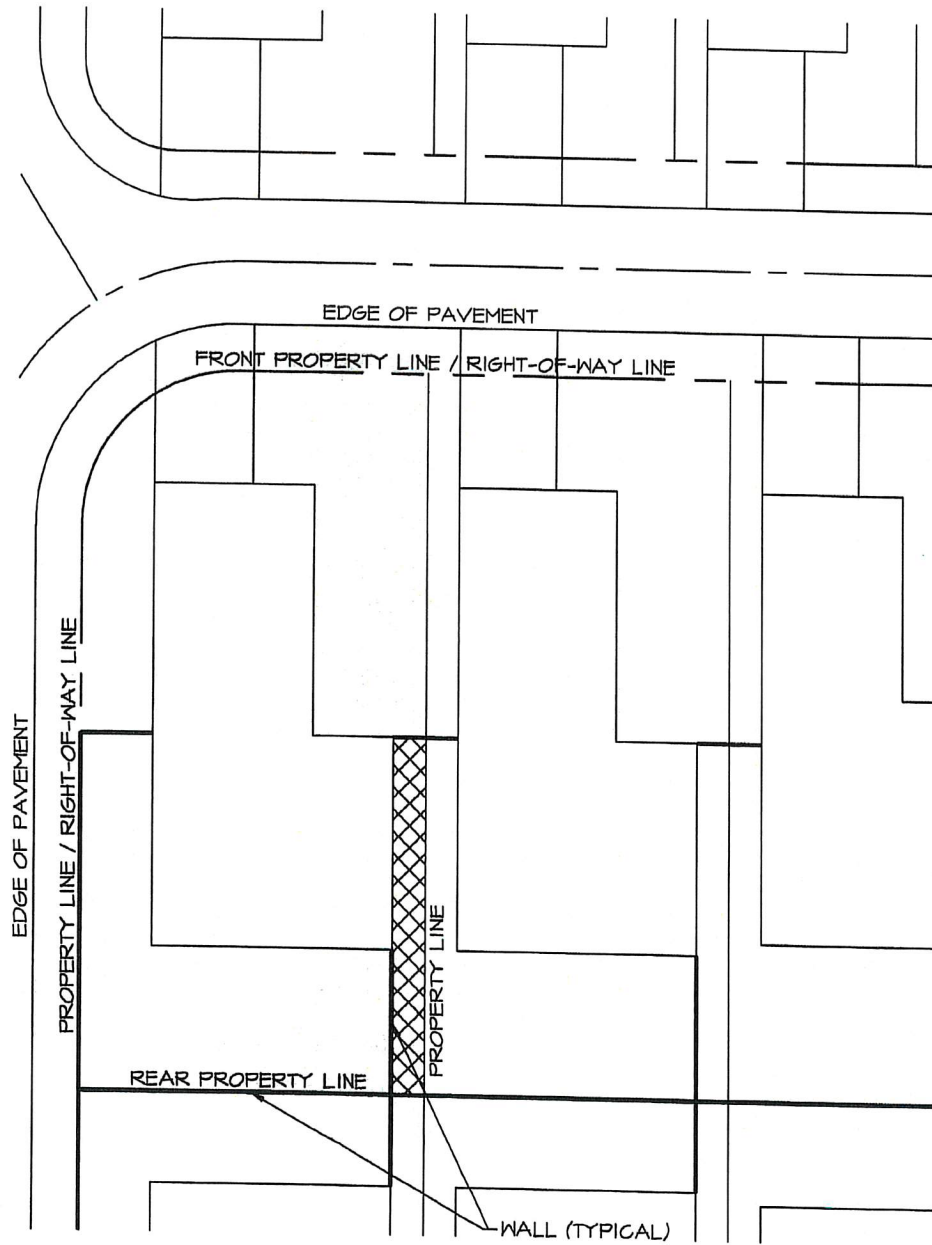 EDGE OF PAVEMENT
FRONT PROPERTY LINE / RIGHT-OF-WAY LINE
EDGE OF PAVEMENT
PROPERTY LINE / RIGHT-OF-WAY LINE
PROPERTY LINE
REAR PROPERTY LINE
WALL (TYPICAL)